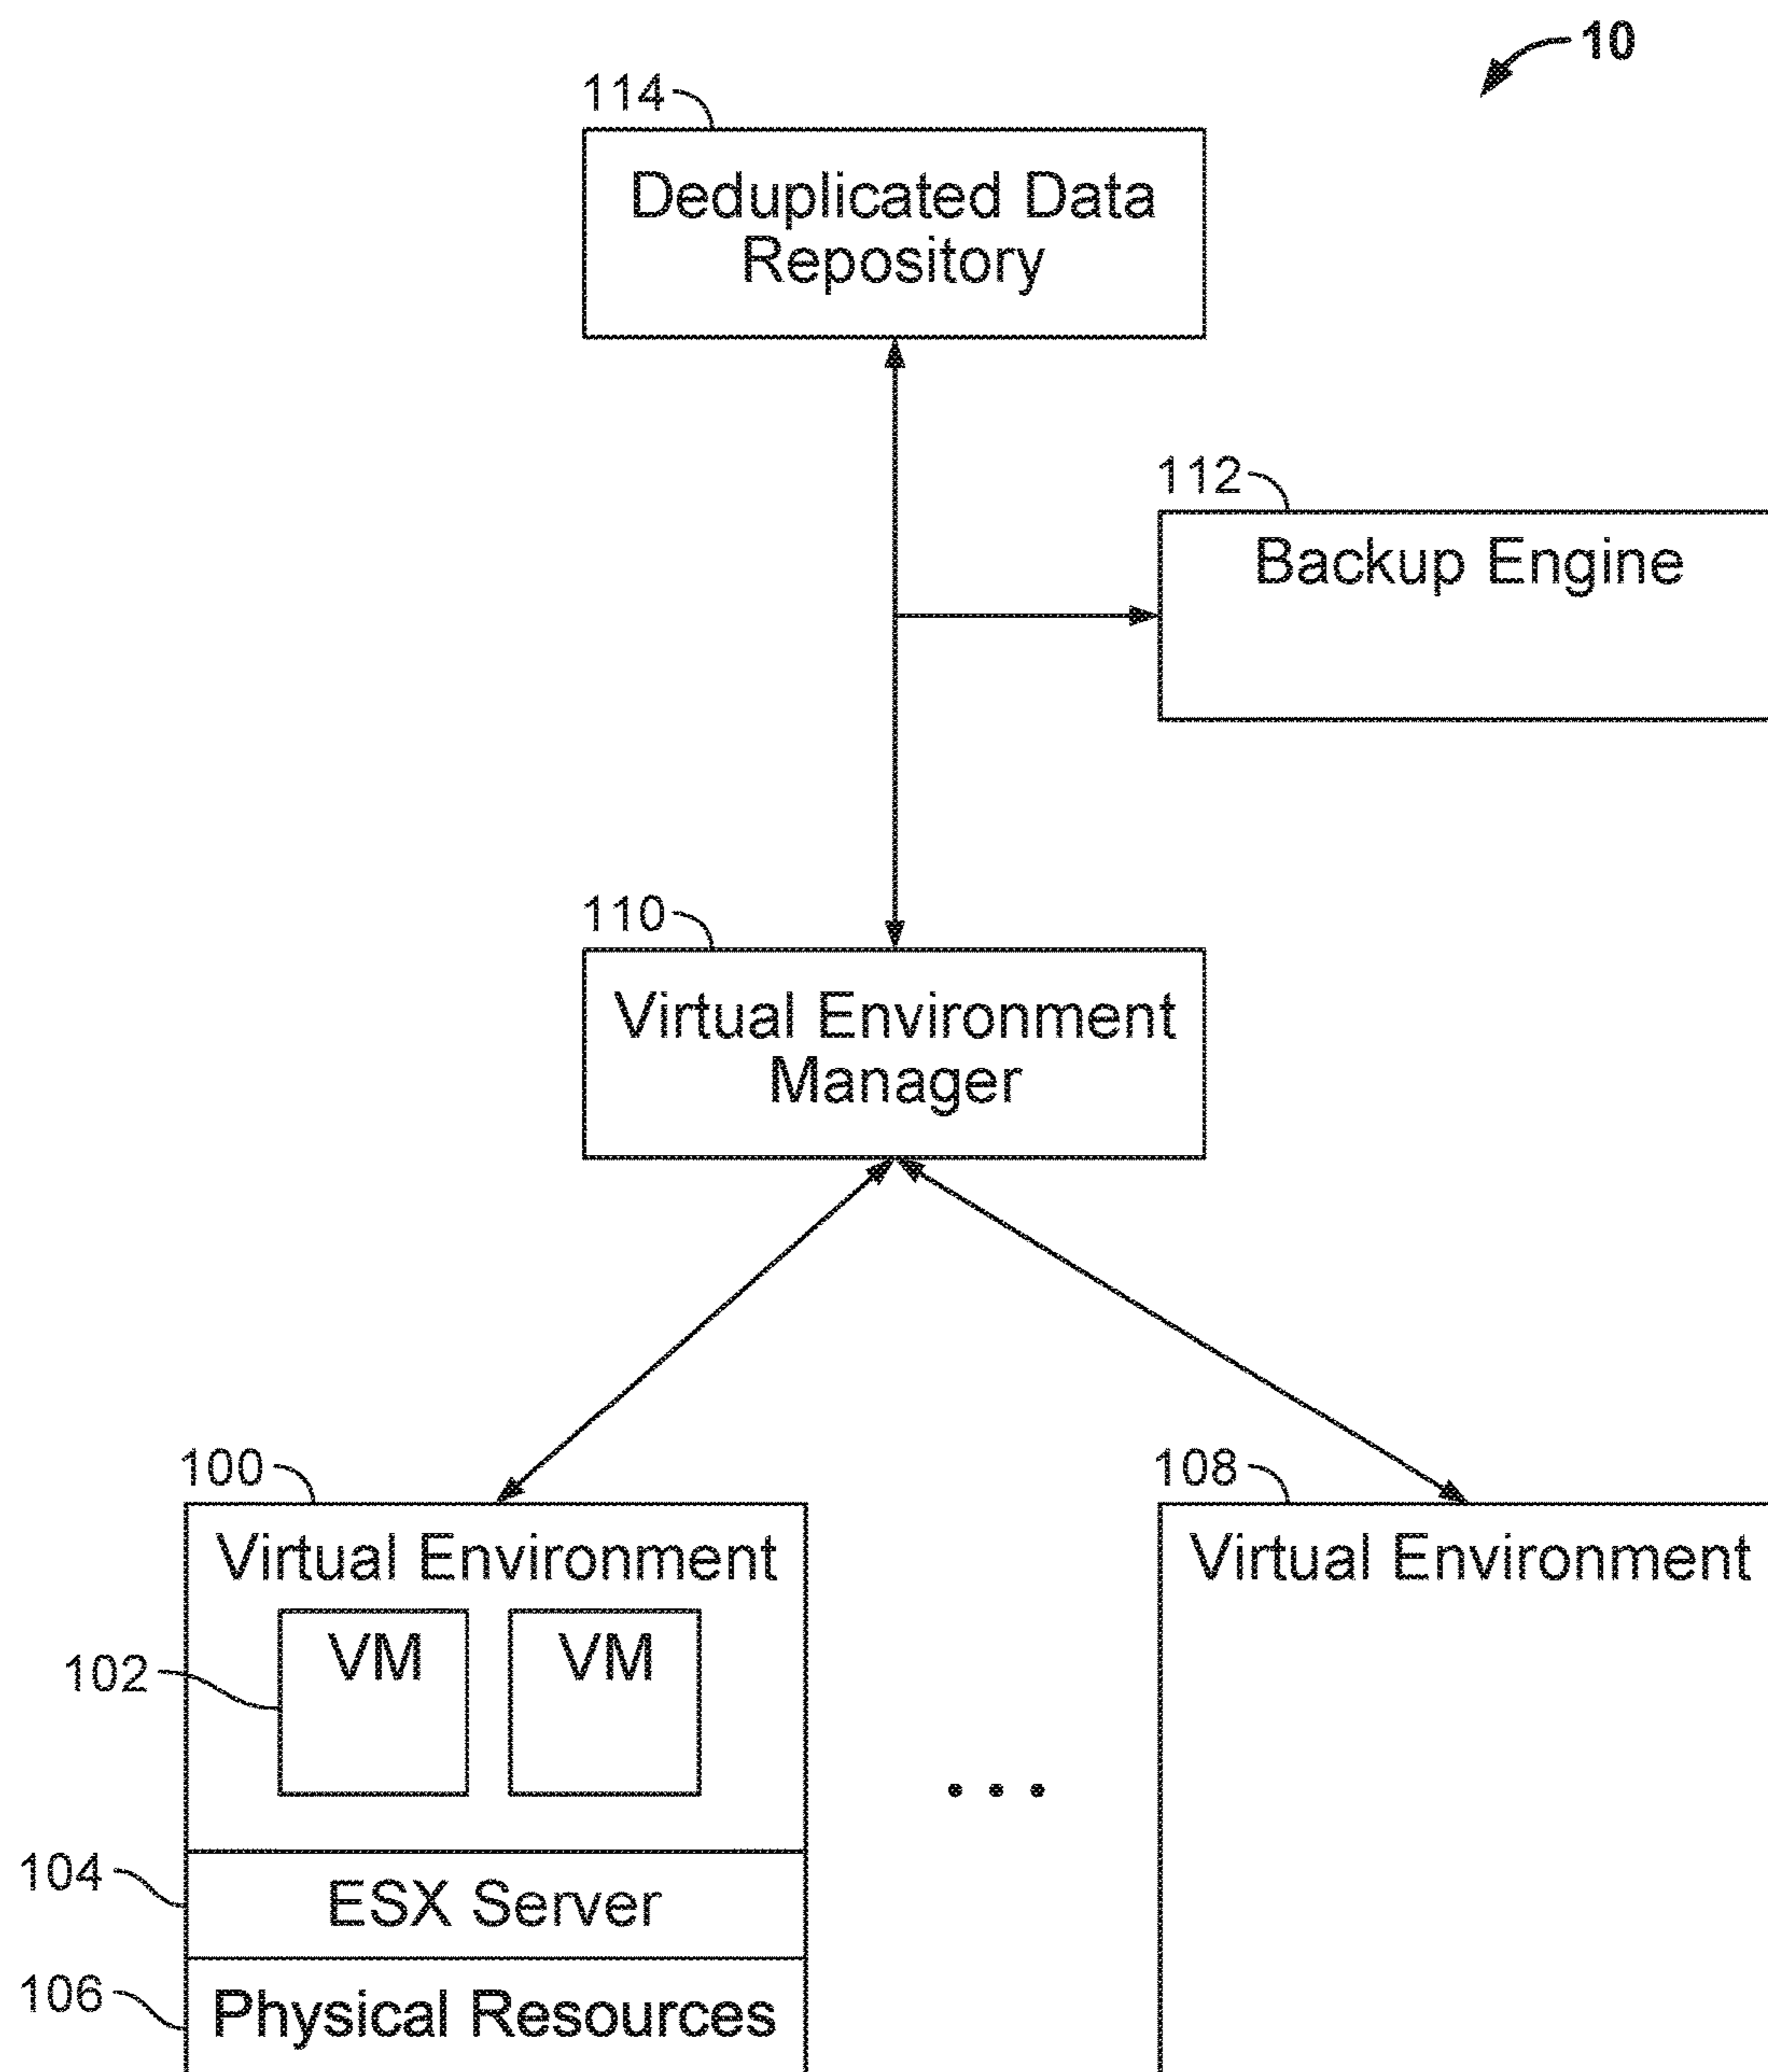 10
114
Deduplicated Data
Repository
112
Backup Engine
110
Virtual Environment
Manager
100
108
Virtual Environment
Virtual Environment
VM
VM
102
104
ESX Server
106
Physical Resources